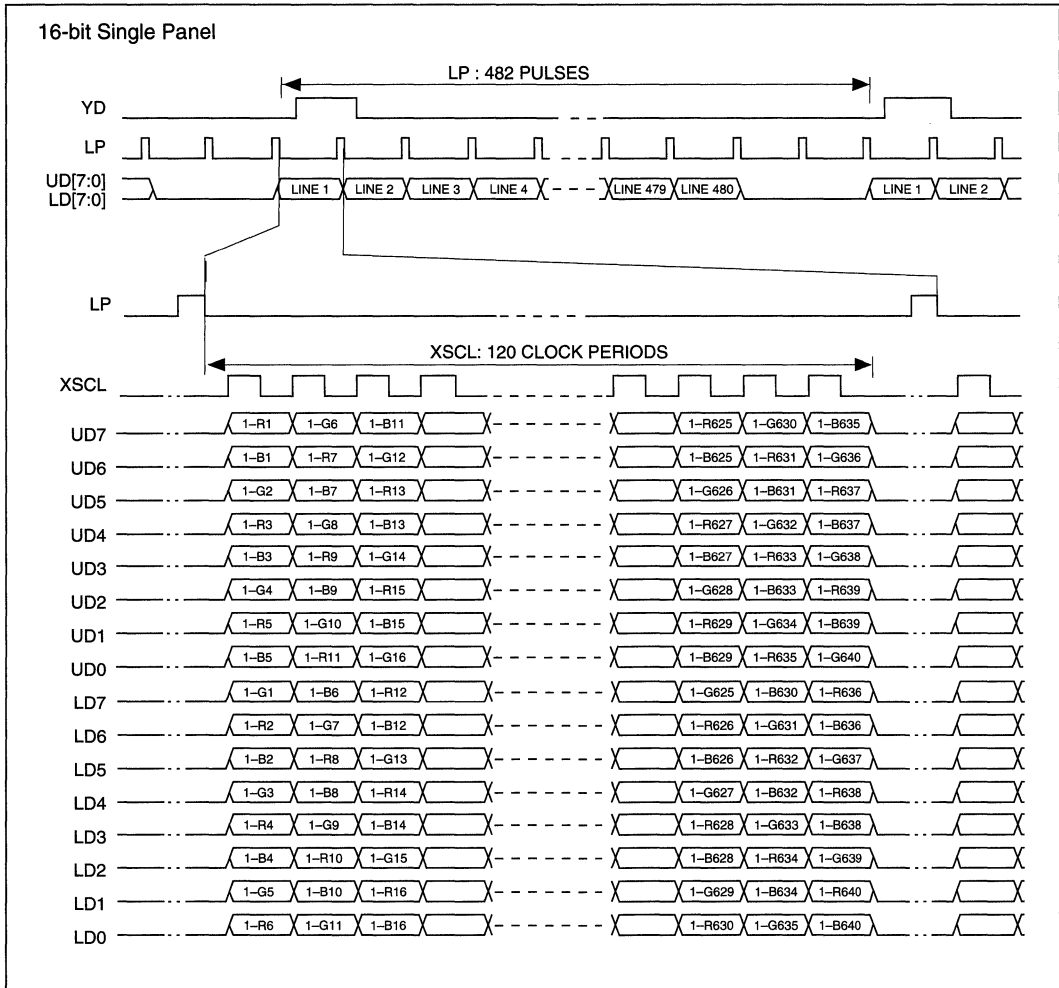 16-bit Single Panel
LP : 482 PULSES
YD
LP
UD[7:0]
LD[7:0]
LINE 1 LINE 2 LINE 3 LINE 4 LINE 479 LINE 480 LINE 1 LINE 2
LP
XSCL: 120 CLOCK PERIODS
XSCL
UD7 1–R1 1–G6 1–B11 1–R625 1–G630 1–B635
UD6 1–B1 1–R7 1–G12 1–B625 1–R631 1–G636
UD5 1–G2 1–B7 1–R13 1–G626 1–B631 1–R637
UD4 1–R3 1–G8 1–B13 1–R627 1–G632 1–B637
UD3 1–B3 1–R9 1–G14 1–B627 1–R633 1–G638
UD2 1–G4 1–B9 1–R15 1–G628 1–B633 1–R639
UD1 1–R5 1–G10 1–B15 1–R629 1–G634 1–B639
UD0 1–B5 1–R11 1–G16 1–B629 1–R635 1–G640
LD7 1–G1 1–B6 1–R12 1–G625 1–B630 1–R636
LD6 1–R2 1–G7 1–B12 1–R626 1–G631 1–B636
LD5 1–B2 1–R8 1–G13 1–B626 1–R632 1–G637
LD4 1–G3 1–B8 1–R14 1–G627 1–B632 1–R638
LD3 1–R4 1–G9 1–B14 1–R628 1–G633 1–B638
LD2 1–B4 1–R10 1–G15 1–B628 1–R634 1–G639
LD1 1–G5 1–B10 1–R16 1–G629 1–B634 1–R640
LD0 1–R6 1–G11 1–B16 1–R630 1–G635 1–B640